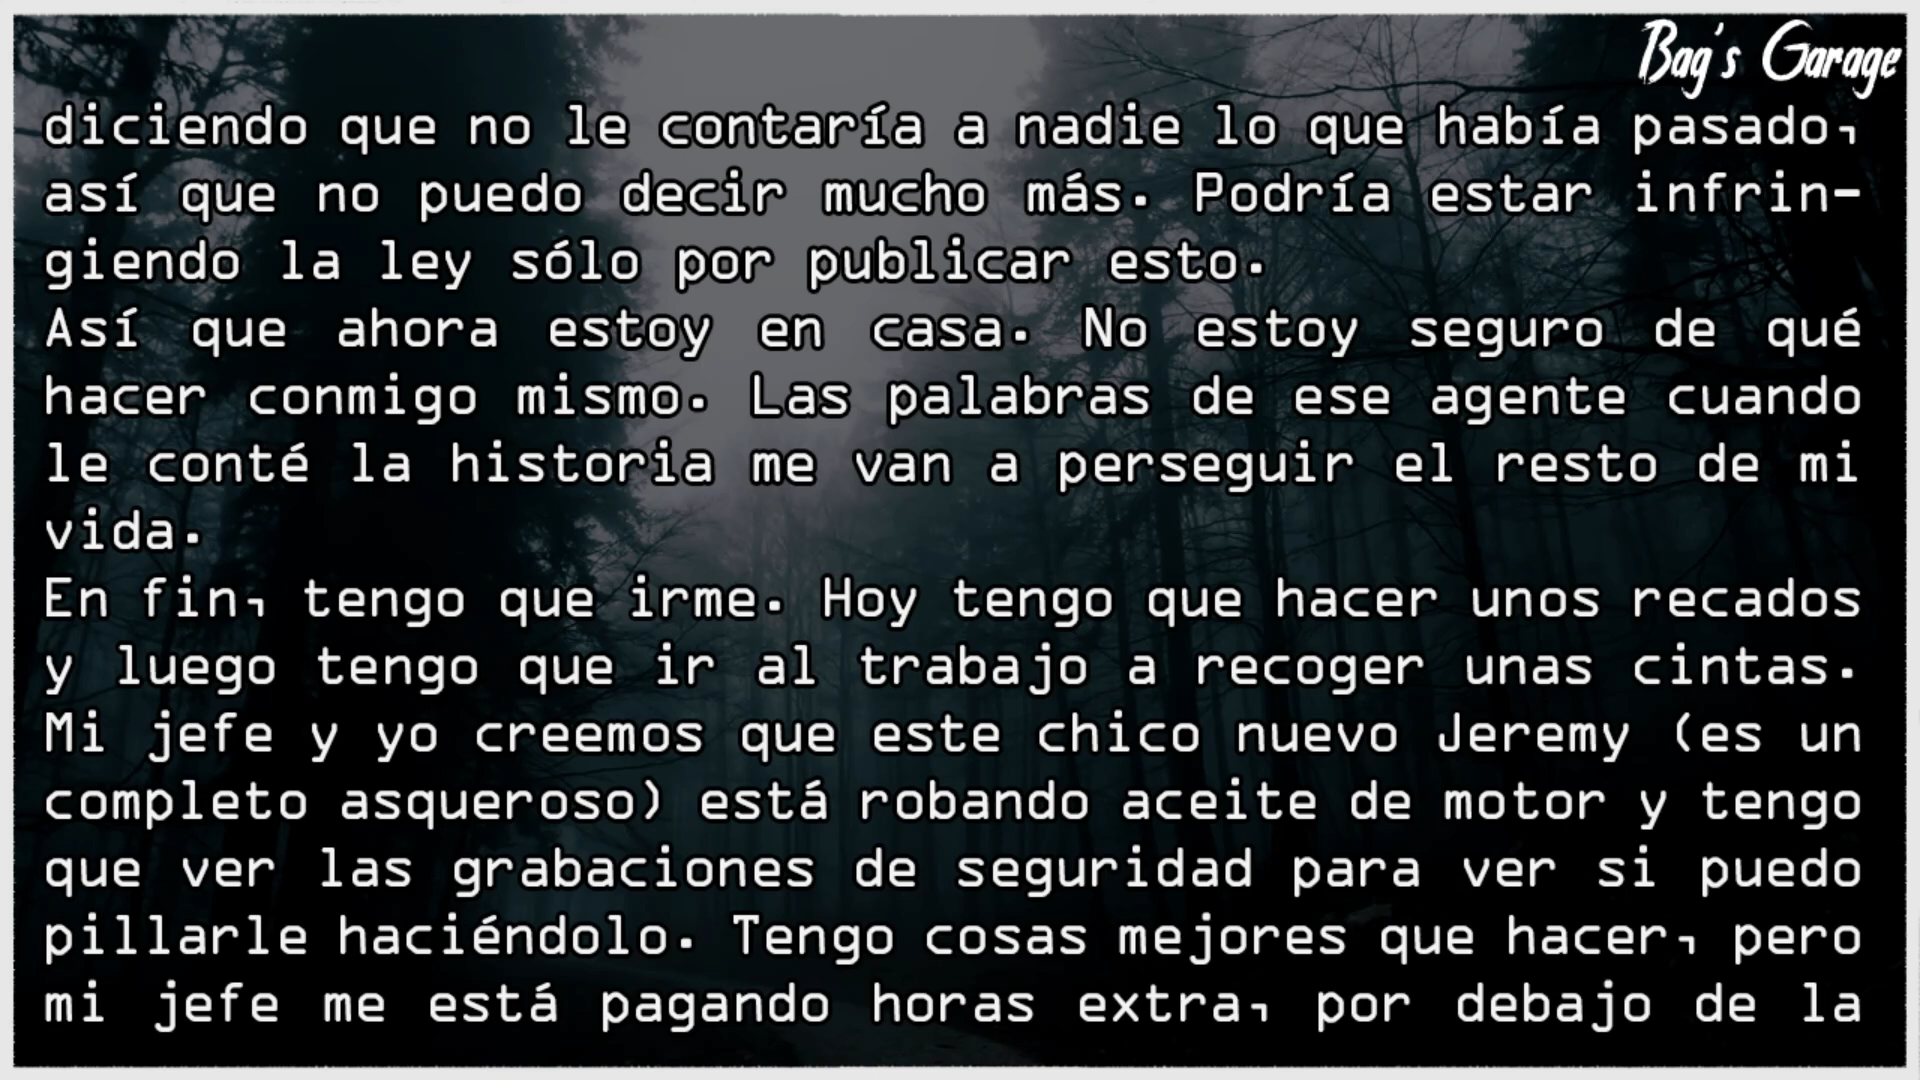 Bag's Garage
diciendo que no le contaría a nadie lo que había pasado,
así que no puedo decir mucho más. Podría estar infrin-
giendo la ley sólo por publicar esto.
Así que ahora estoy en casa. No estoy seguro de qué
hacer conmigo mismo. Las palabras de ese agente cuando
le conté la historia me van a perseguir el resto de mi
vida.
En fin, tengo que irme. Hoy tengo que hacer unos recados
y luego tengo que ir al trabajo a recoger unas cintas.
Mi jefe y yo creemos que este chico nuevo Jeremy (es un
completo asqueroso) está robando aceite de motor y tengo
que ver las grabaciones de seguridad para ver si puedo
pillarle haciéndolo. Tengo cosas mejores que hacer, pero
mi jefe me está pagando horas extra, por debajo de la